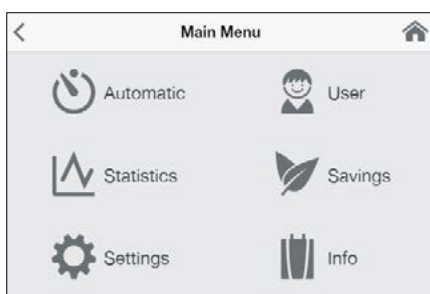 Main Menu
Automatic
User
Statistics
Savings
Settings
Info